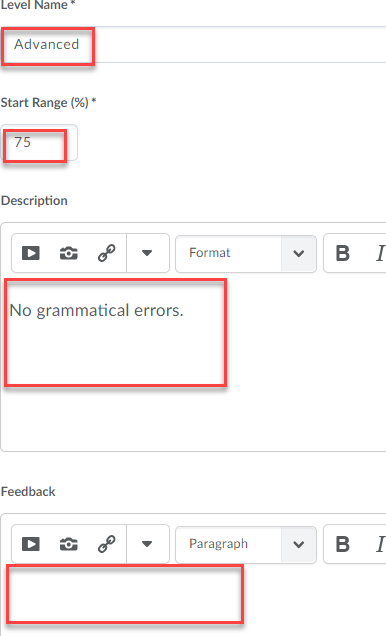 Level Name *
Advanced
Start Range (%) *
75
Description
Format
B I
No grammatical errors.
Feedback
Paragraph
B I